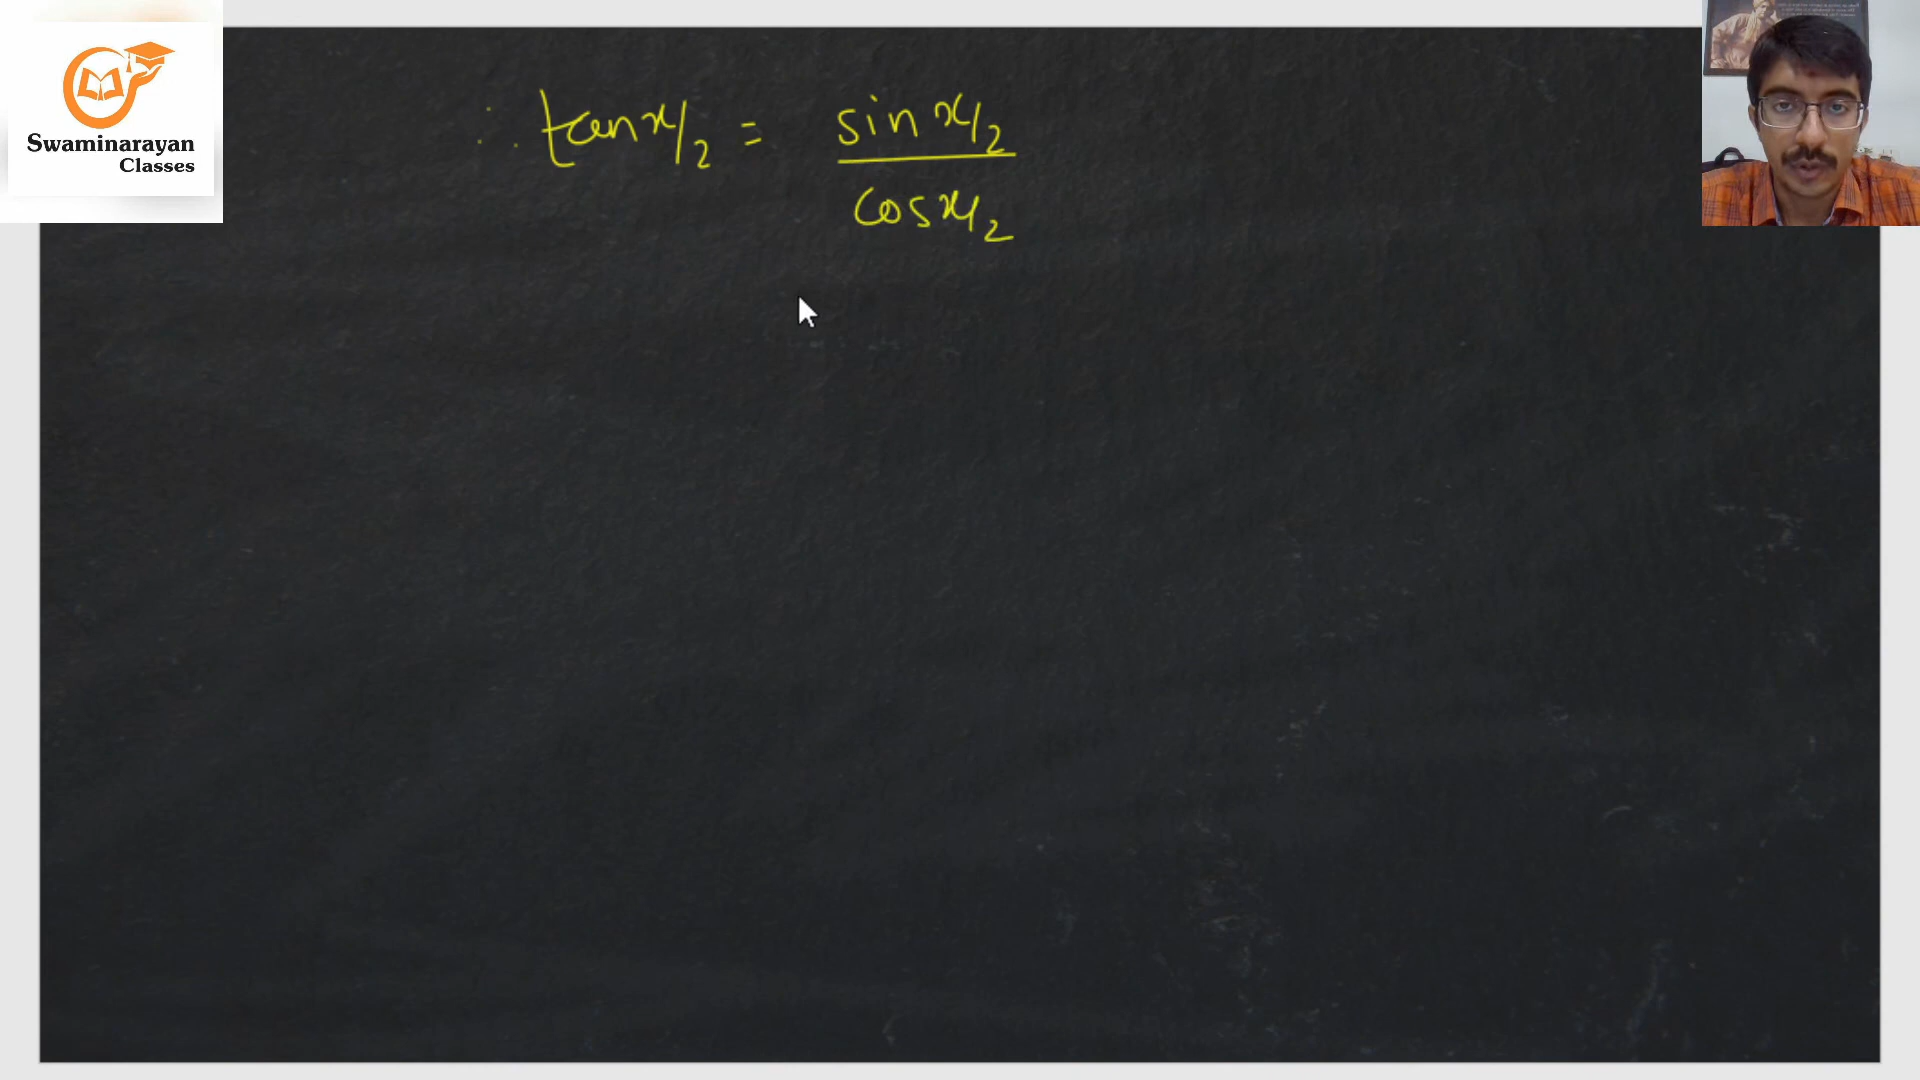 Swaminarayan
Classes
∴ tan x/2 = sin x/2
cos x/2